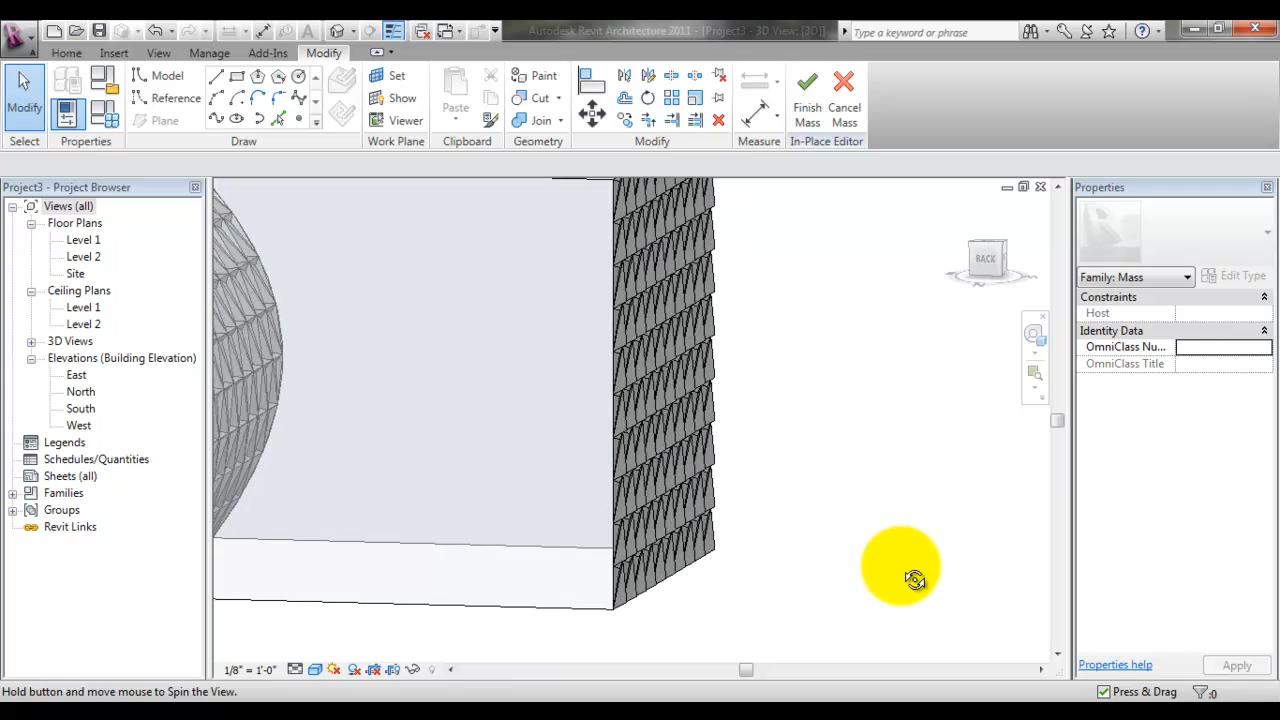 Autodesk Revit Architecture 2011 - [Project3 - 3D View: {3D}]
Type a keyword or phrase
Home Insert View Manage Add-Ins Modify
Modify
Model
Reference
Plane
Set
Show
Viewer
Paste
Paint
Cut
Join
Finish Mass
Cancel Mass
Select Properties Draw Work Plane Clipboard Geometry Modify Measure In-Place Editor
Project3 - Project Browser
Views (all)
Floor Plans
Level 1
Level 2
Site
Ceiling Plans
Level 1
Level 2
3D Views
Elevations (Building Elevation)
East
North
South
West
Legends
Schedules/Quantities
Sheets (all)
Families
Groups
Revit Links
BACK
Properties
Family: Mass
Edit Type
Constraints
Host
Identity Data
OmniClass Nu...
OmniClass Title
Properties help
Apply
1/8" = 1'-0"
Hold button and move mouse to Spin the View.
Press & Drag
:0